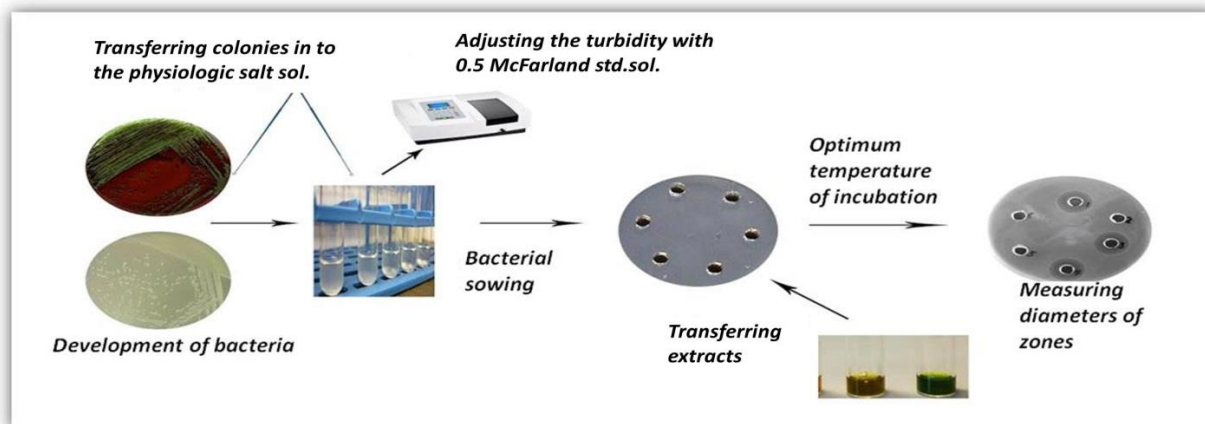 Transferring colonies in to
the physiologic salt sol.
Adjusting the turbidity with
0.5 McFarland std.sol.
Development of bacteria
Bacterial
sowing
Transferring
extracts
Optimum
temperature
of incubation
Measuring
diameters of
zones